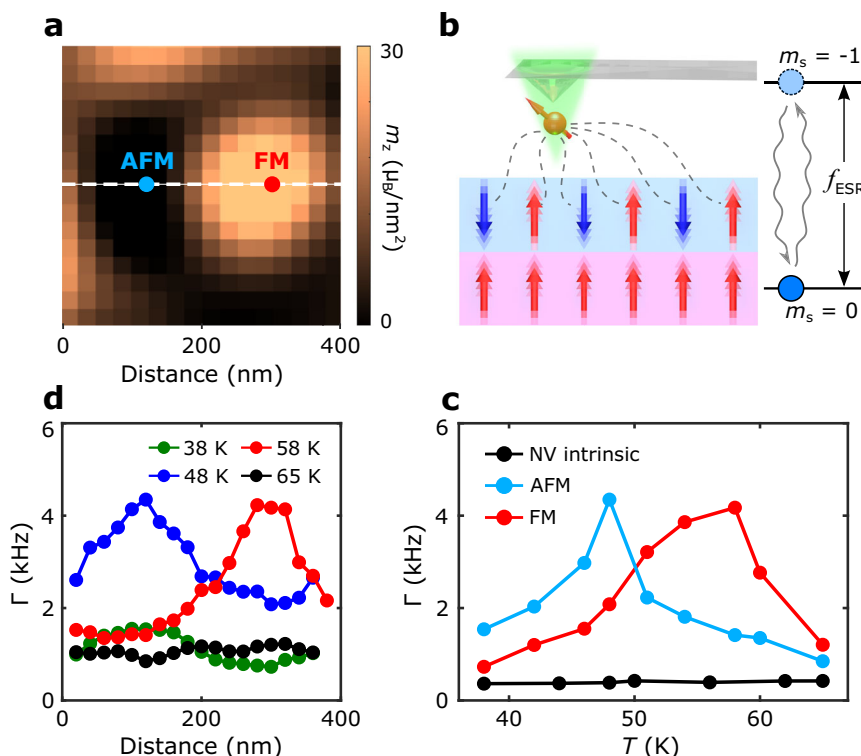 a
AFM
FM
30
m_z (μ_B/nm²)
0
0
200
400
Distance (nm)
b
m_s = -1
f_ESR
m_s = 0
d
6
4
2
0
Γ (kHz)
38 K
58 K
48 K
65 K
0
200
400
Distance (nm)
c
6
4
2
0
Γ (kHz)
NV intrinsic
AFM
FM
40
50
60
T (K)